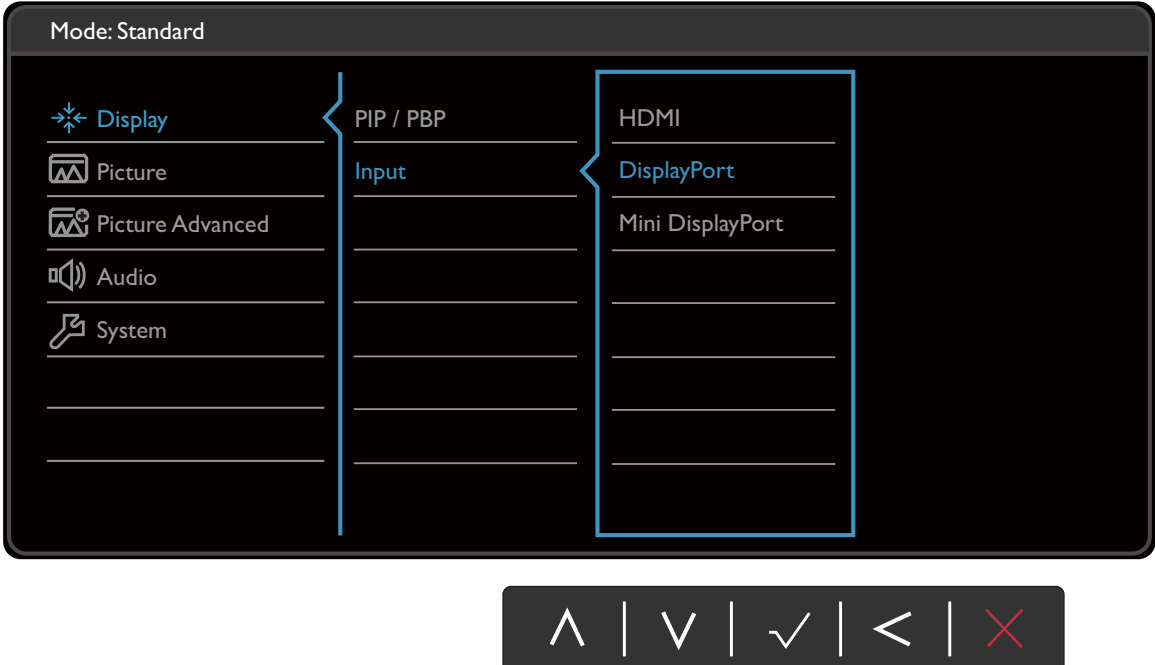 Mode: Standard
Display
Picture
Picture Advanced
Audio
System
PIP / PBP
Input
HDMI
DisplayPort
Mini DisplayPort